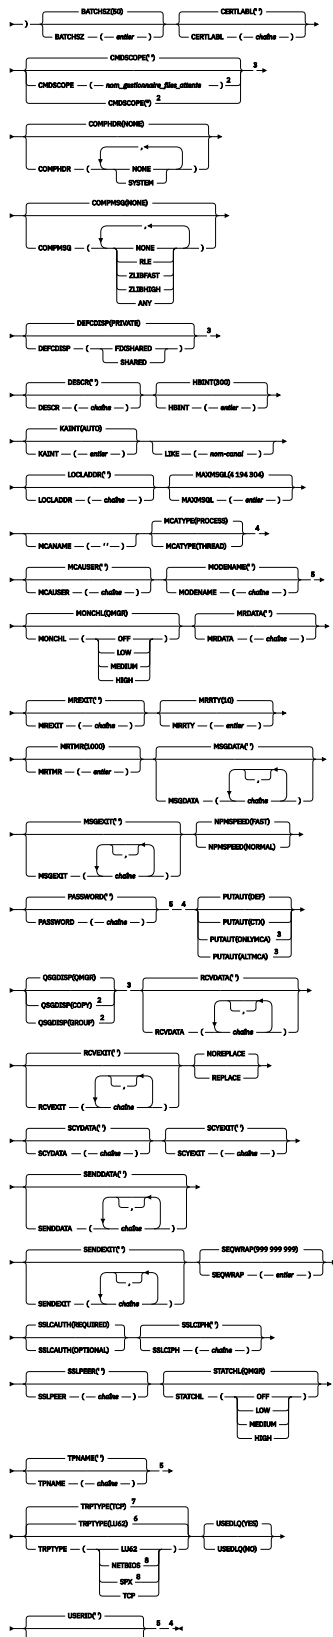 ) BATCHSZ(50) CERTLABL(' ')
BATCHSZ ( entier ) CERTLABL ( chaîne )
CMDSCOPE(' ') 3
CMDSCOPE ( nom_gestionnaire_files_attente ) 2
CMDSCOPE(*) 2
COMPHDR(NONE)
,
COMPHDR ( NONE )
SYSTEM
COMPMSG(NONE)
,
COMPMSG ( NONE )
RLE
ZLIBFAST
ZLIBHIGH
ANY
DEFCDISP(PRIVATE) 3
DEFCDISP ( FIXSHARED )
SHARED
DESCR(' ') HBINT(300)
DESCR ( chaîne ) HBINT ( entier )
KAINT(AUTO)
KAINT ( entier ) LIKE ( nom-canal )
LOCLADDR(' ') MAXMSGL(4 194 304)
LOCLADDR ( chaîne ) MAXMSGL ( entier )
MCATYPE(PROCESS) 4
MCANAME ( ' ' ) MCATYPE(THREAD)
MCAUSER(' ') MODENAME(' ') 5
MCAUSER ( chaîne ) MODENAME ( chaîne )
MONCHL(QMGR) MRDATA(' ')
MONCHL ( OFF ) MRDATA ( chaîne )
LOW
MEDIUM
HIGH
MREXIT(' ') MRRTY(10)
MREXIT ( chaîne ) MRRTY ( entier )
MRTMR(1000) MSGDATA(' ')
MRTMR ( entier ) ,
MSGDATA ( chaîne )
MSGEXIT(' ') NPMSPEED(FAST)
, NPMSPEED(NORMAL)
MSGEXIT ( chaîne )
PASSWORD(' ') 5 4 PUTAUT(DEF)
PASSWORD ( chaîne ) PUTAUT(CTX)
PUTAUT(ONLYMCA) 3
PUTAUT(ALTMCA) 3
QSGDISP(QMGR) 3 RCVDATA(' ')
QSGDISP(COPY) 2 ,
QSGDISP(GROUP) 2 RCVDATA ( chaîne )
RCVEXIT(' ') NOREPLACE
, REPLACE
RCVEXIT ( chaîne )
SCYDATA(' ') SCYEXIT(' ')
SCYDATA ( chaîne ) SCYEXIT ( chaîne )
SENDDATA(' ')
,
SENDDATA ( chaîne )
SENDEXIT(' ') SEQWRAP(999 999 999)
, SEQWRAP ( entier )
SENDEXIT ( chaîne )
SSLCAUTH(REQUIRED) SSLCIPH(' ')
SSLCAUTH(OPTIONAL) SSLCIPH ( chaîne )
SSLPEER(' ') STATCHL(QMGR)
SSLPEER ( chaîne ) STATCHL ( OFF )
LOW
MEDIUM
HIGH
TPNAME(' ') 5
TPNAME ( chaîne )
TRPTYPE(TCP) 7
TRPTYPE(LU62) 6 USEDLQ(YES)
TRPTYPE ( LU62 ) USEDLQ(NO)
NETBIOS 8
SPX 8
TCP
USERID(' ') 5 4